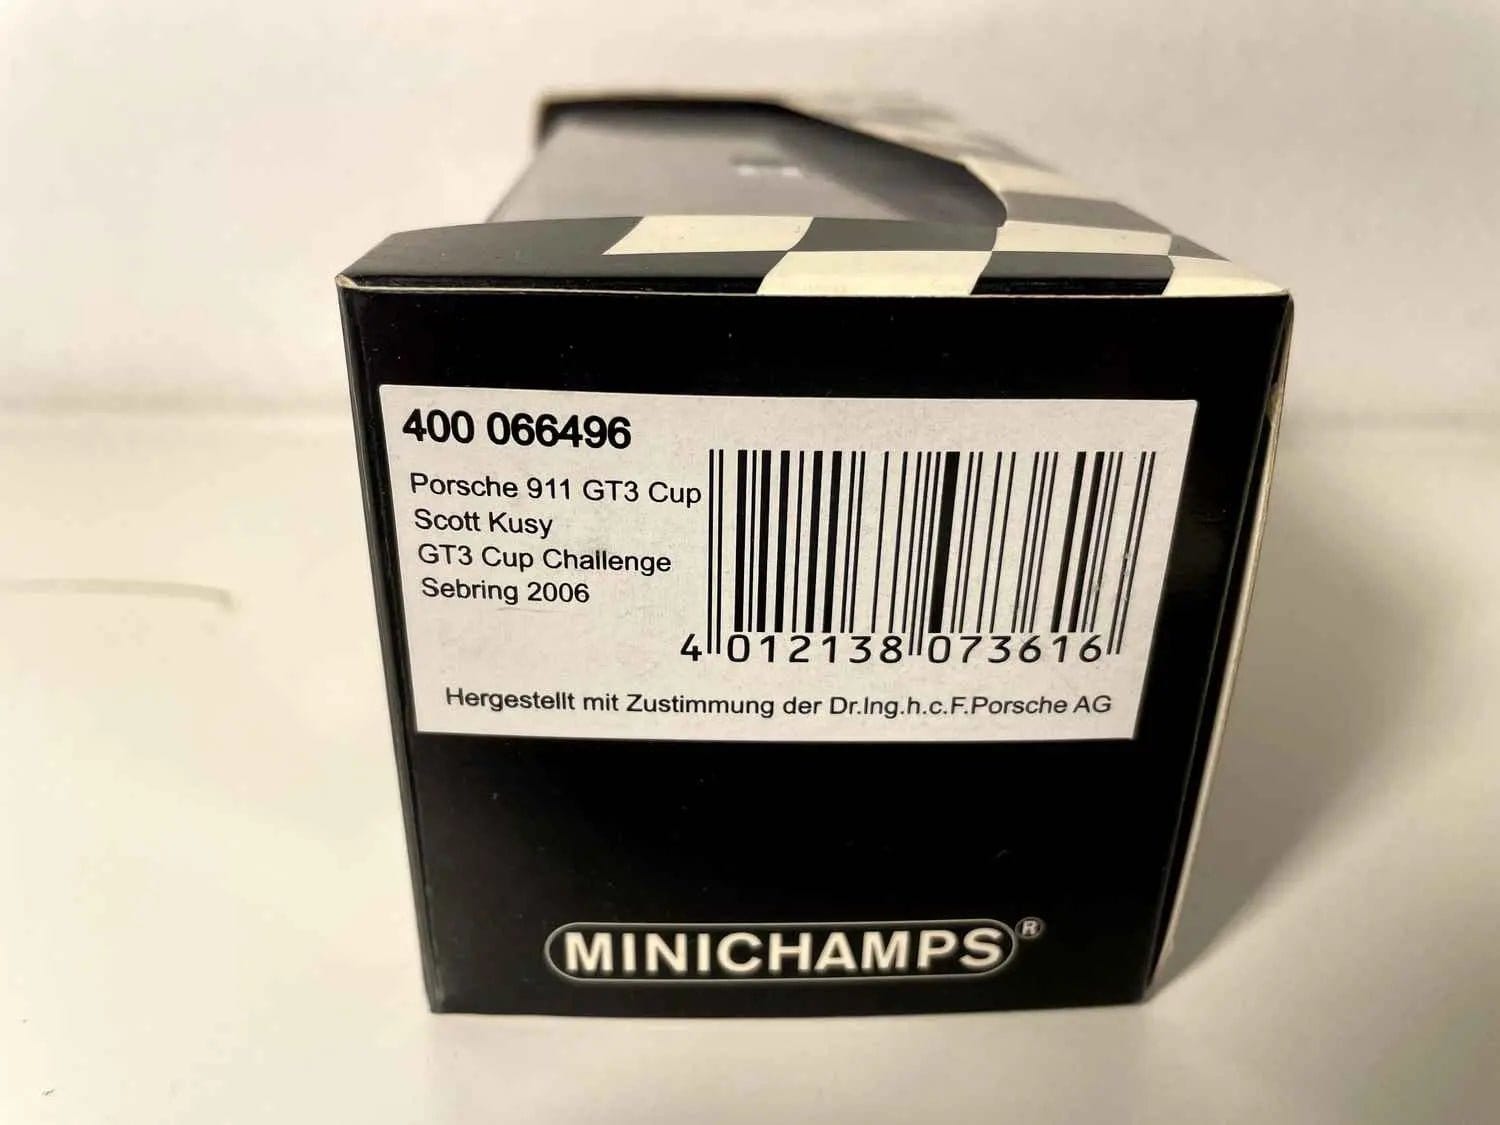 400 066496
Porsche 911 GT3 Cup
Scott Kusy
GT3 Cup Challenge
Sebring 2006
4 012138 073616
Hergestellt mit Zustimmung der Dr.Ing.h.c.F.Porsche AG
MINICHAMPS®